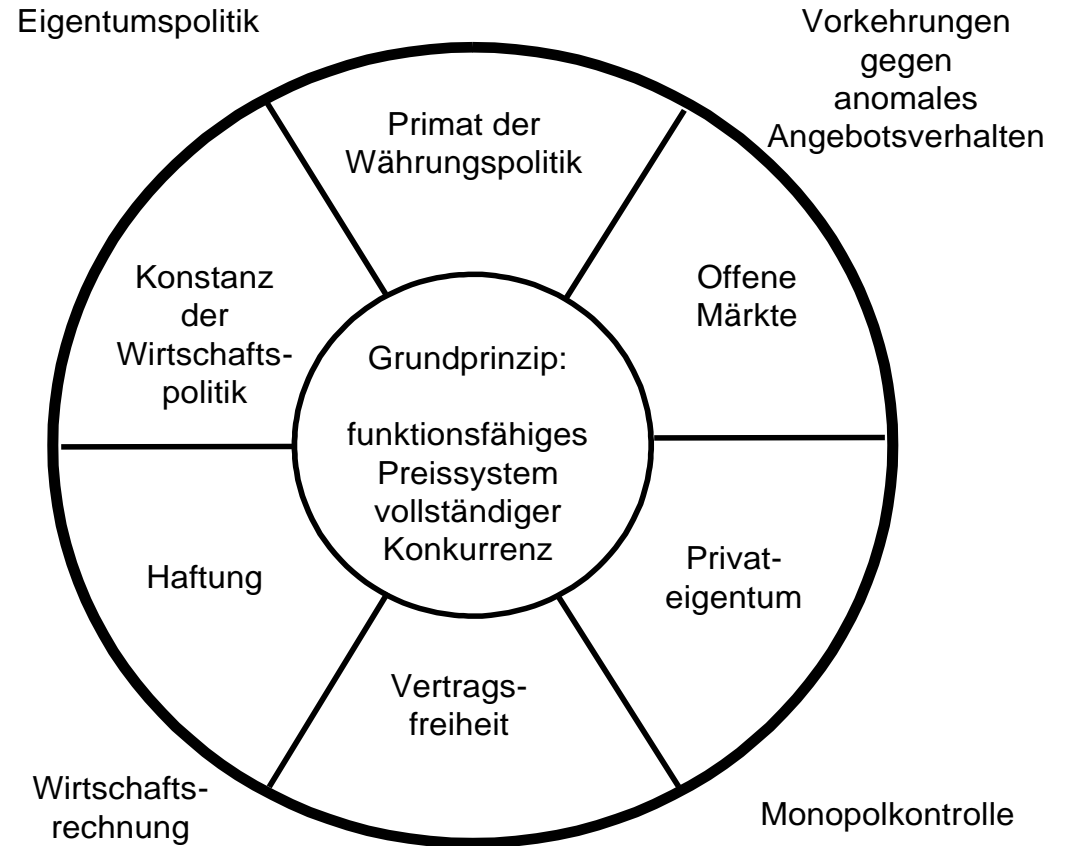 Eigentumspolitik
Vorkehrungen
gegen
anomales
Angebotsverhalten
Primat der
Währungspolitik
Konstanz
der
Wirtschafts-
politik
Offene
Märkte
Grundprinzip:
funktionsfähiges
Preissystem
vollständiger
Konkurrenz
Haftung
Privat-
eigentum
Vertrags-
freiheit
Wirtschafts-
rechnung
Monopolkontrolle